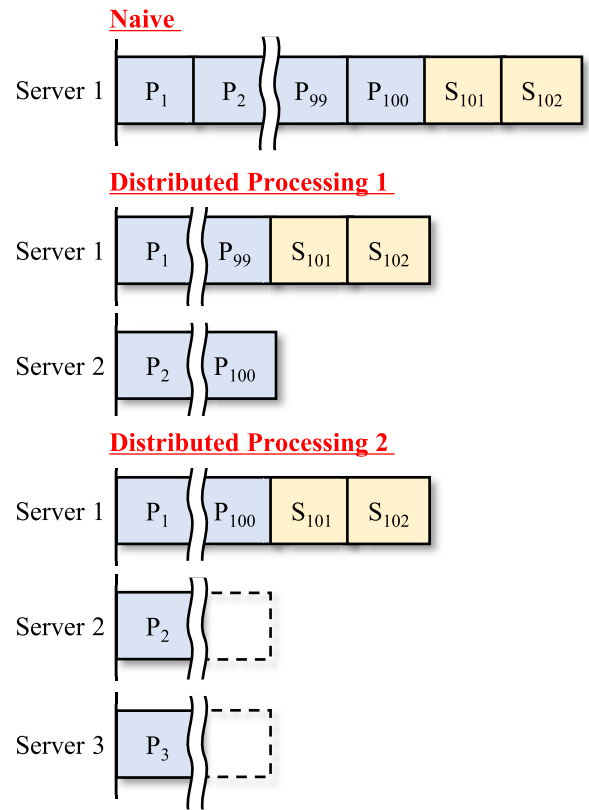 Naive
Server 1 P₁ P₂ P₉₉ P₁₀₀ S₁₀₁ S₁₀₂
Distributed Processing 1
Server 1 P₁ P₉₉ S₁₀₁ S₁₀₂
Server 2 P₂ P₁₀₀
Distributed Processing 2
Server 1 P₁ P₁₀₀ S₁₀₁ S₁₀₂
Server 2 P₂
Server 3 P₃